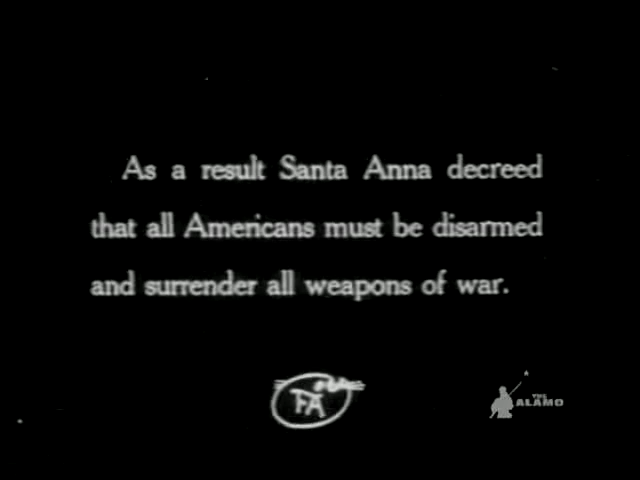 As a result Santa Anna decreed
that all Americans must be disarmed
and surrender all weapons of war.
FA
THE
ALAMO